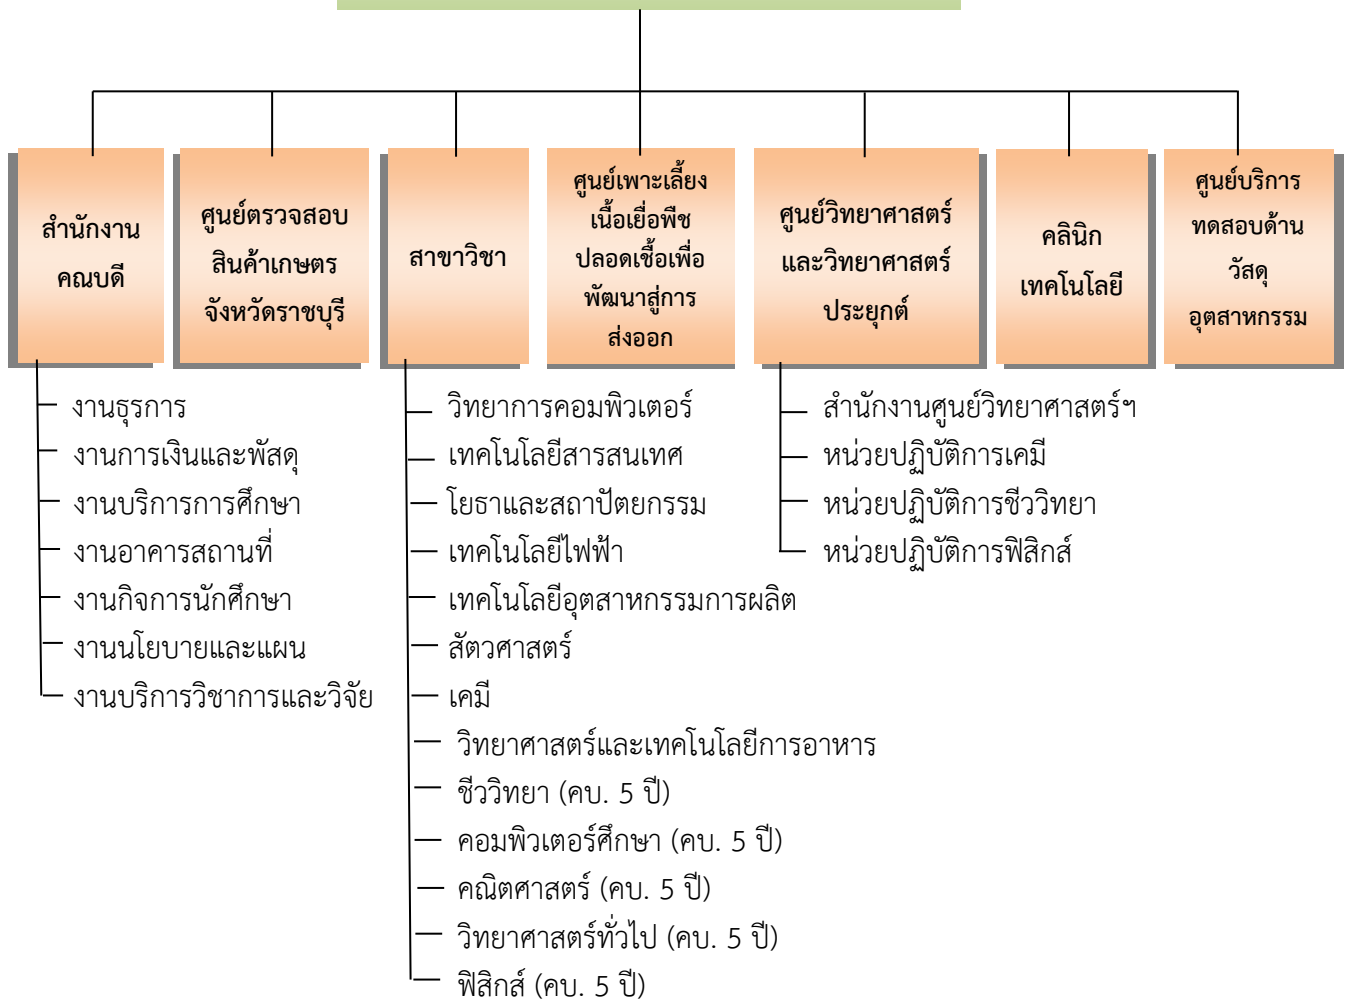 สำนักงาน
คณบดี
ศูนย์ตรวจสอบ
สินค้าเกษตร
จังหวัดราชบุรี
สาขาวิชา
ศูนย์เพาะเลี้ยง
เนื้อเยื่อพืช
ปลอดเชื้อเพื่อ
พัฒนาสู่การ
ส่งออก
ศูนย์วิทยาศาสตร์
และวิทยาศาสตร์
ประยุกต์
คลินิก
เทคโนโลยี
ศูนย์บริการ
ทดสอบด้าน
วัสดุ
อุตสาหกรรม
งานธุรการ
งานการเงินและพัสดุ
งานบริการการศึกษา
งานอาคารสถานที่
งานกิจการนักศึกษา
งานนโยบายและแผน
งานบริการวิชาการและวิจัย
วิทยาการคอมพิวเตอร์
เทคโนโลยีสารสนเทศ
โยธาและสถาปัตยกรรม
เทคโนโลยีไฟฟ้า
เทคโนโลยีอุตสาหกรรมการผลิต
สัตวศาสตร์
เคมี
วิทยาศาสตร์และเทคโนโลยีการอาหาร
ชีววิทยา (คบ. 5 ปี)
คอมพิวเตอร์ศึกษา (คบ. 5 ปี)
คณิตศาสตร์ (คบ. 5 ปี)
วิทยาศาสตร์ทั่วไป (คบ. 5 ปี)
ฟิสิกส์ (คบ. 5 ปี)
สำนักงานศูนย์วิทยาศาสตร์ฯ
หน่วยปฏิบัติการเคมี
หน่วยปฏิบัติการชีววิทยา
หน่วยปฏิบัติการฟิสิกส์